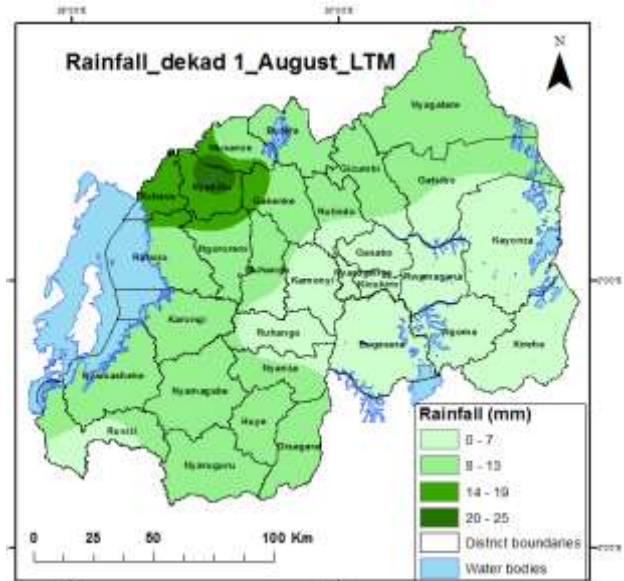 Rainfall_dekad 1_August_LTM
N
Nyagatare
Burera
Musanze
Gicumbi
Gatsibo
Nyabihu
Rubavu
Gakenke
Rulindo
Kayonza
Ngororero
Rutsiro
Muhanga
Gasabo
Kamonyi
Nyarugenge
Kicukiro
Rwamagana
Karongi
Ruhango
Bugesera
Ngoma
Kirehe
Nyamasheke
Nyanza
Nyamagabe
Huye
Rusizi
Gisagara
Nyaruguru
Rainfall (mm)
0 - 7
8 - 13
14 - 19
20 - 25
District boundaries
Water bodies
0 25 50 100 Km